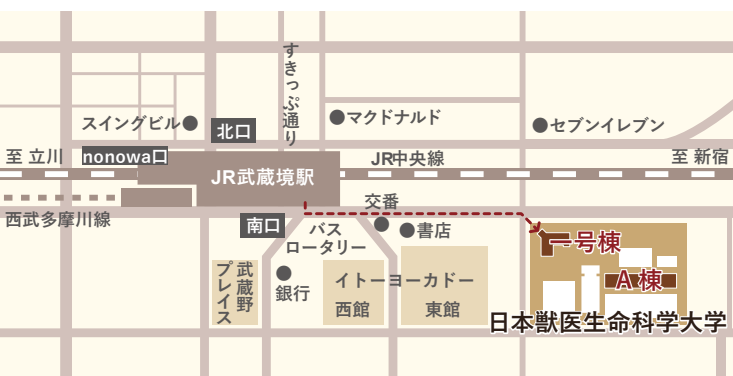 すきっぷ通り
スイングビル
北口
マクドナルド
セブンイレブン
至 立川
nonowa口
JR中央線
至 新宿
JR武蔵境駅
西武多摩川線
交番
南口
バス
ロータリー
書店
一号棟
武蔵野
プレイス
銀行
イトーヨーカドー
西館
東館
A 棟
日本獣医生命科学大学